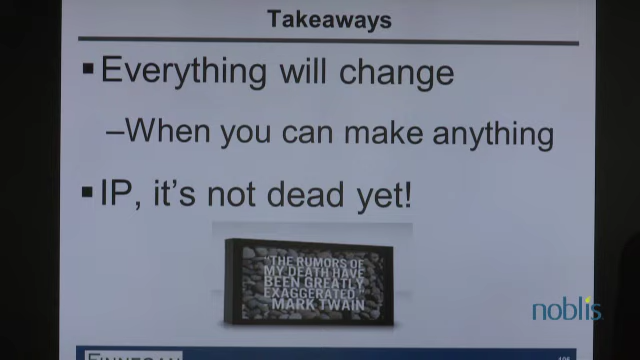 Takeaways
▪Everything will change
–When you can make anything
▪IP, it's not dead yet!
"THE RUMORS OF
MY DEATH HAVE
BEEN GREATLY
EXAGGERATED"
MARK TWAIN
noblis
FINNEGAN